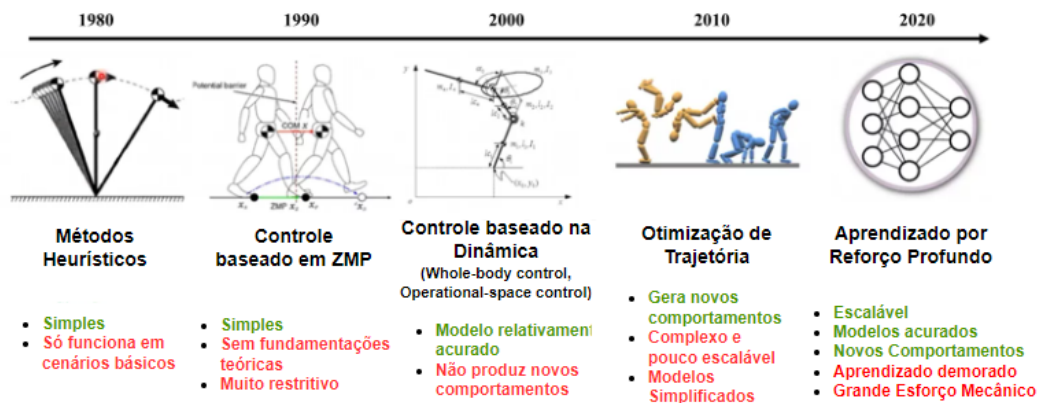 1980
1990
2000
2010
2020
Potential barrier
COM X
ZMP
Métodos
Heurísticos
• Simples
• Só funciona em
cenários básicos
Controle
baseado em ZMP
• Simples
• Sem fundamentações
teóricas
• Muito restritivo
Controle baseado na
Dinâmica
(Whole-body control,
Operational-space control)
• Modelo relativament
acurado
• Não produz novos
comportamentos
Otimização de
Trajetória
• Gera novos
comportamentos
• Complexo e
pouco escalável
• Modelos
Simplificados
Aprendizado por
Reforço Profundo
• Escalável
• Modelos acurados
• Novos Comportamentos
• Aprendizado demorado
• Grande Esforço Mecânico